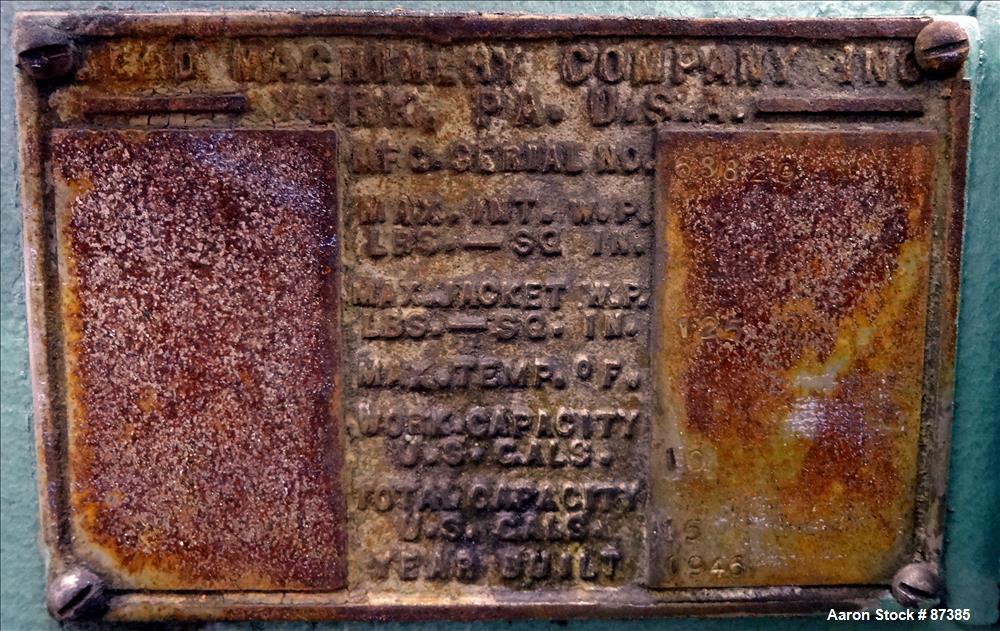 READ MACHINERY COMPANY INC
YORK, PA. U.S.A.
MFG. SERIAL NO.
MAX. INT. W.P.
LBS. — SQ IN.
MAX. JACKET W.P.
LBS. — SQ. IN. 125
MAX. TEMP. °F.
WORK CAPACITY
U.S. GALS. 10
TOTAL CAPACITY
U.S. GALS. 15
YEAR BUILT 1946
Aaron Stock # 87385